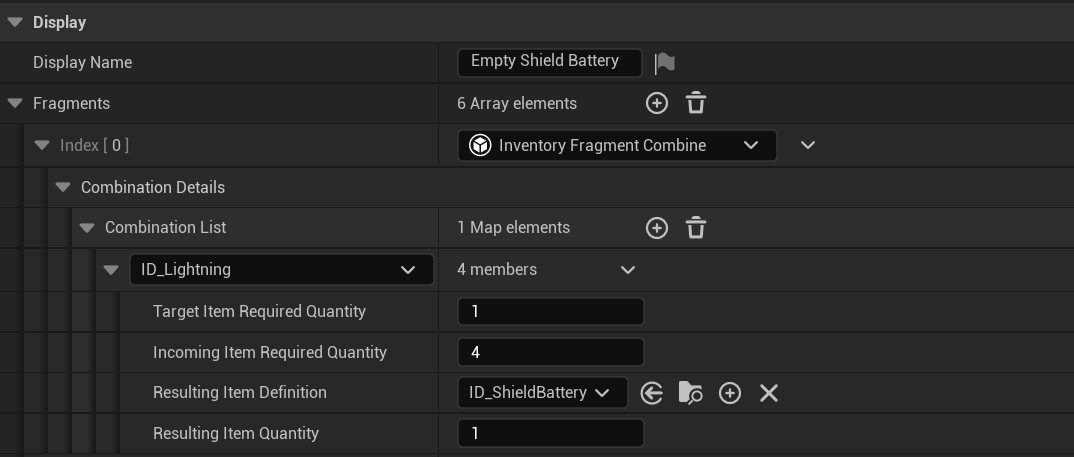 Display
Display Name Empty Shield Battery
Fragments 6 Array elements
Index [ 0 ] Inventory Fragment Combine
Combination Details
Combination List 1 Map elements
ID_Lightning 4 members
Target Item Required Quantity 1
Incoming Item Required Quantity 4
Resulting Item Definition ID_ShieldBattery
Resulting Item Quantity 1